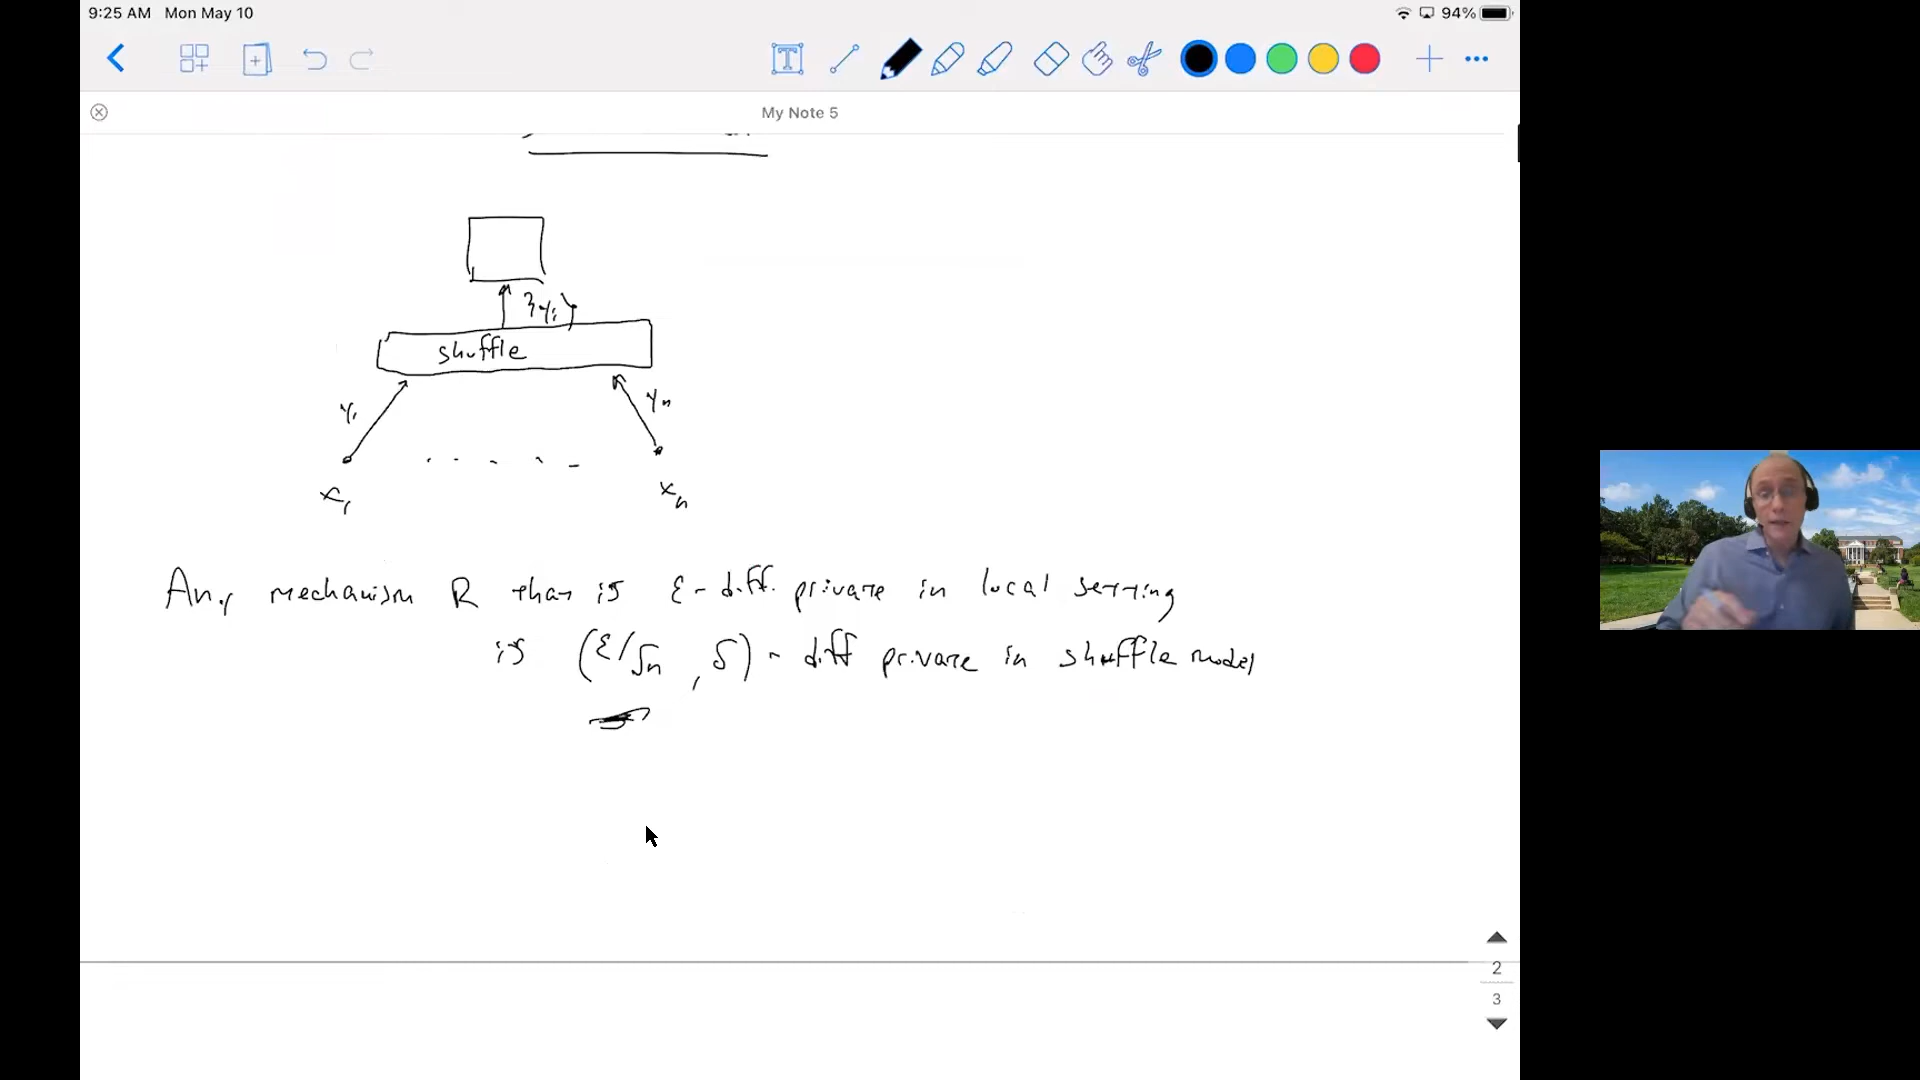 9:25 AM Mon May 10
94%
T
My Note 5
{yᵢ}
shuffle
y₁
yₙ
x₁
xₙ
Any mechanism R that is ε-diff. private in local setting
is (ε/√n, δ)-diff private in shuffle model
2
3